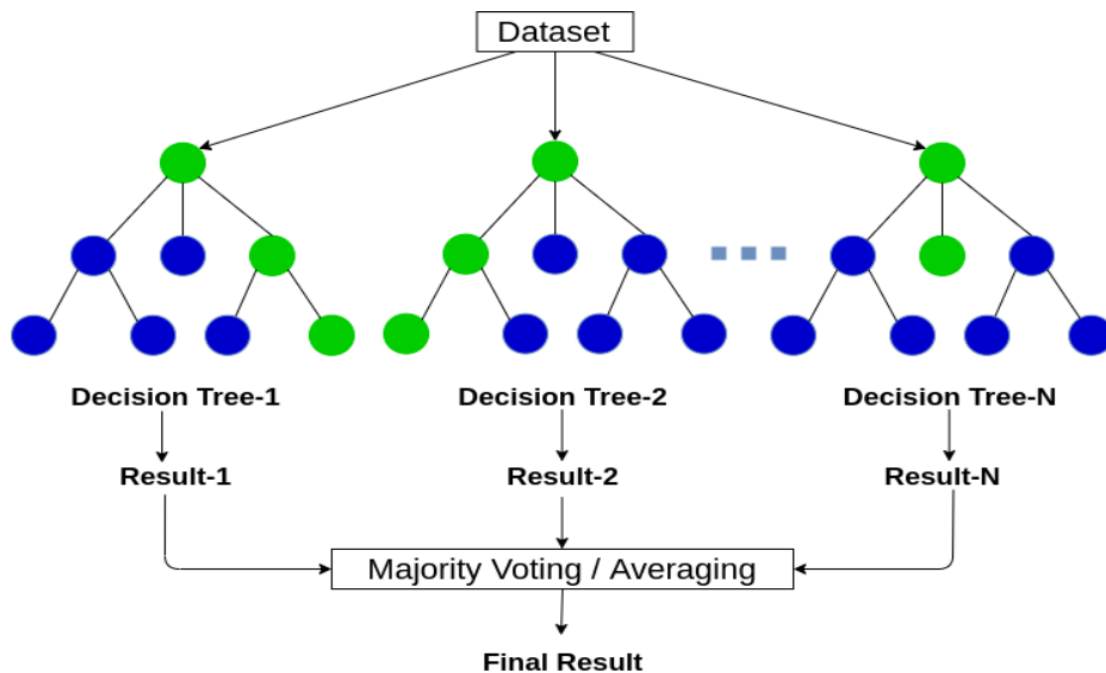 Dataset
Decision Tree-1
Decision Tree-2
Decision Tree-N
Result-1
Result-2
Result-N
Majority Voting / Averaging
Final Result